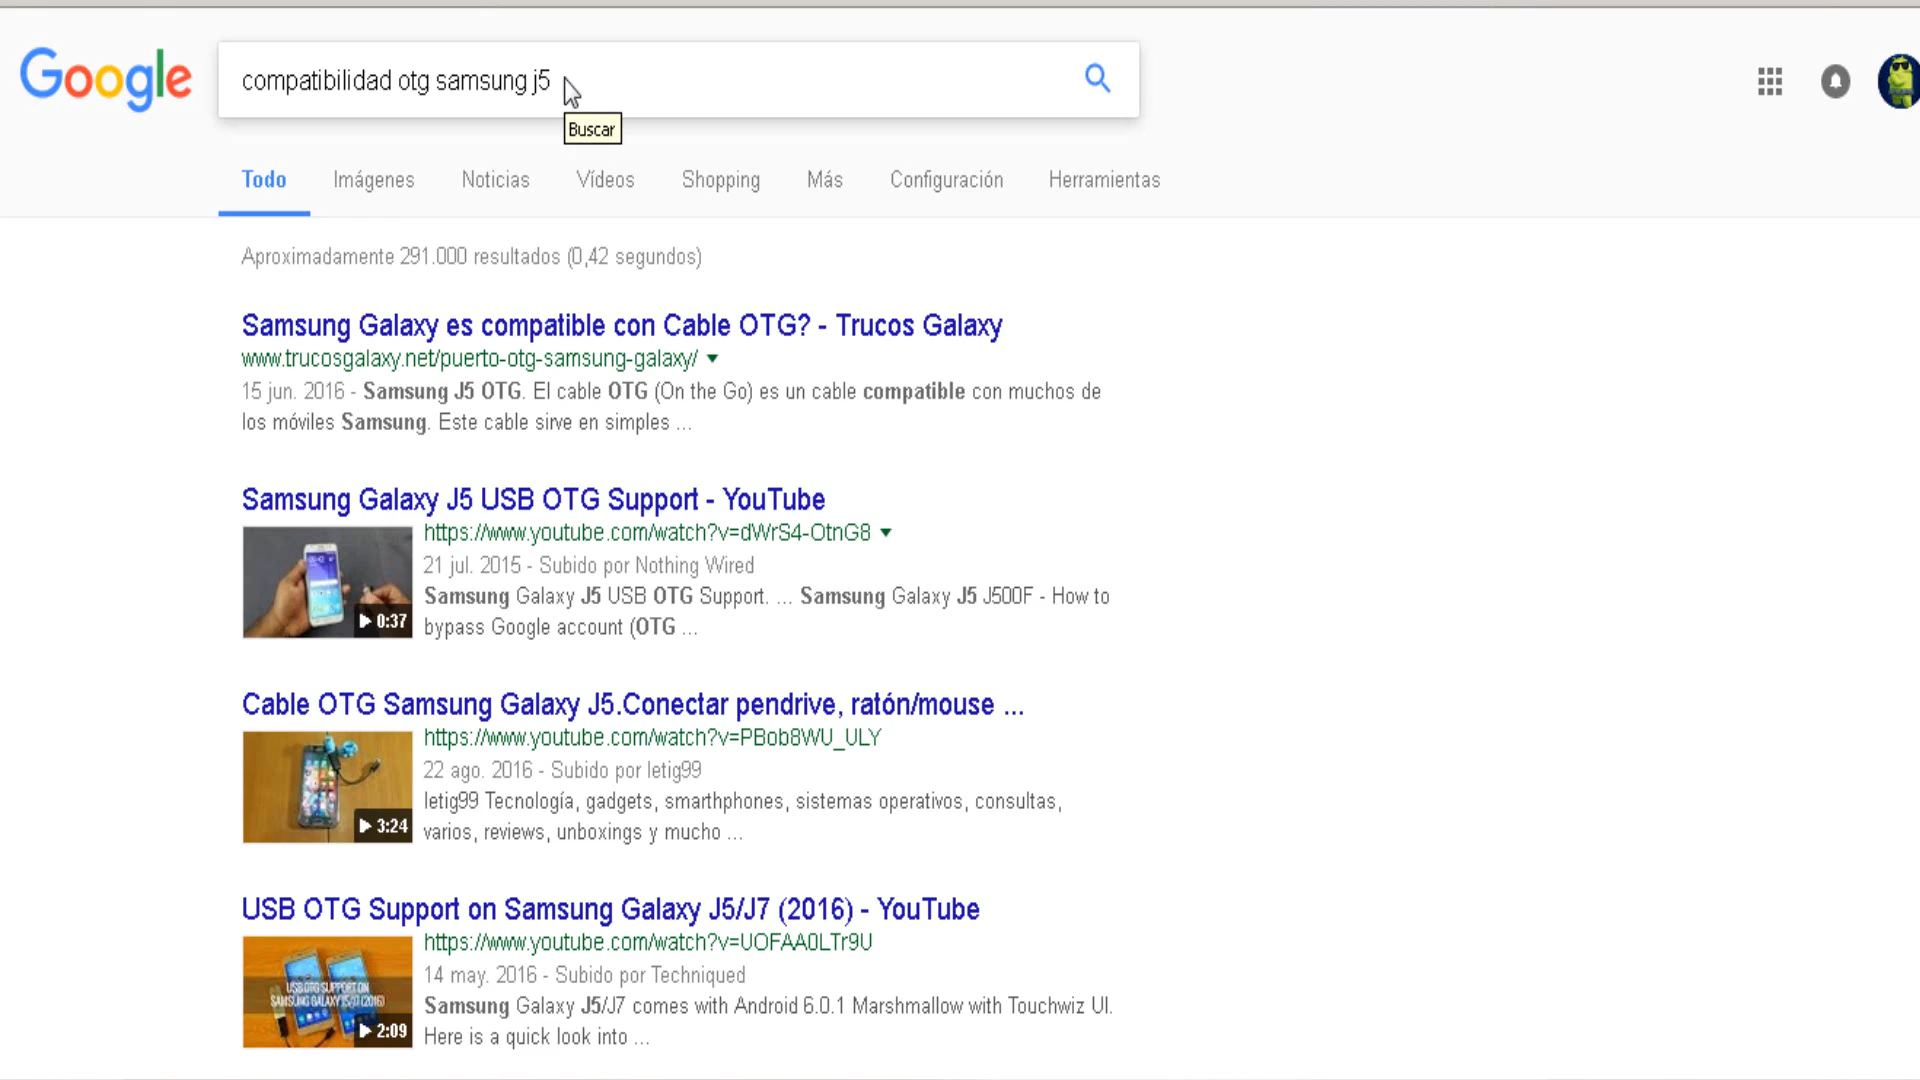 Google
compatibilidad otg samsung j5
Buscar
Todo Imágenes Noticias Vídeos Shopping Más Configuración Herramientas
Aproximadamente 291.000 resultados (0,42 segundos)
Samsung Galaxy es compatible con Cable OTG? - Trucos Galaxy
www.trucosgalaxy.net/puerto-otg-samsung-galaxy/
15 jun. 2016 - Samsung J5 OTG. El cable OTG (On the Go) es un cable compatible con muchos de
los móviles Samsung. Este cable sirve en simples ...
Samsung Galaxy J5 USB OTG Support - YouTube
https://www.youtube.com/watch?v=dWrS4-OtnG8
21 jul. 2015 - Subido por Nothing Wired
Samsung Galaxy J5 USB OTG Support. ... Samsung Galaxy J5 J500F - How to
bypass Google account (OTG ...
0:37
Cable OTG Samsung Galaxy J5.Conectar pendrive, ratón/mouse ...
https://www.youtube.com/watch?v=PBob8WU_ULY
22 ago. 2016 - Subido por letig99
letig99 Tecnología, gadgets, smarthphones, sistemas operativos, consultas,
varios, reviews, unboxings y mucho ...
3:24
USB OTG Support on Samsung Galaxy J5/J7 (2016) - YouTube
https://www.youtube.com/watch?v=UOFAA0LTr9U
14 may. 2016 - Subido por Techniqued
Samsung Galaxy J5/J7 comes with Android 6.0.1 Marshmallow with Touchwiz UI.
Here is a quick look into ...
USB OTG SUPPORT ON
SAMSUNG GALAXY J5/J7 (2016)
2:09